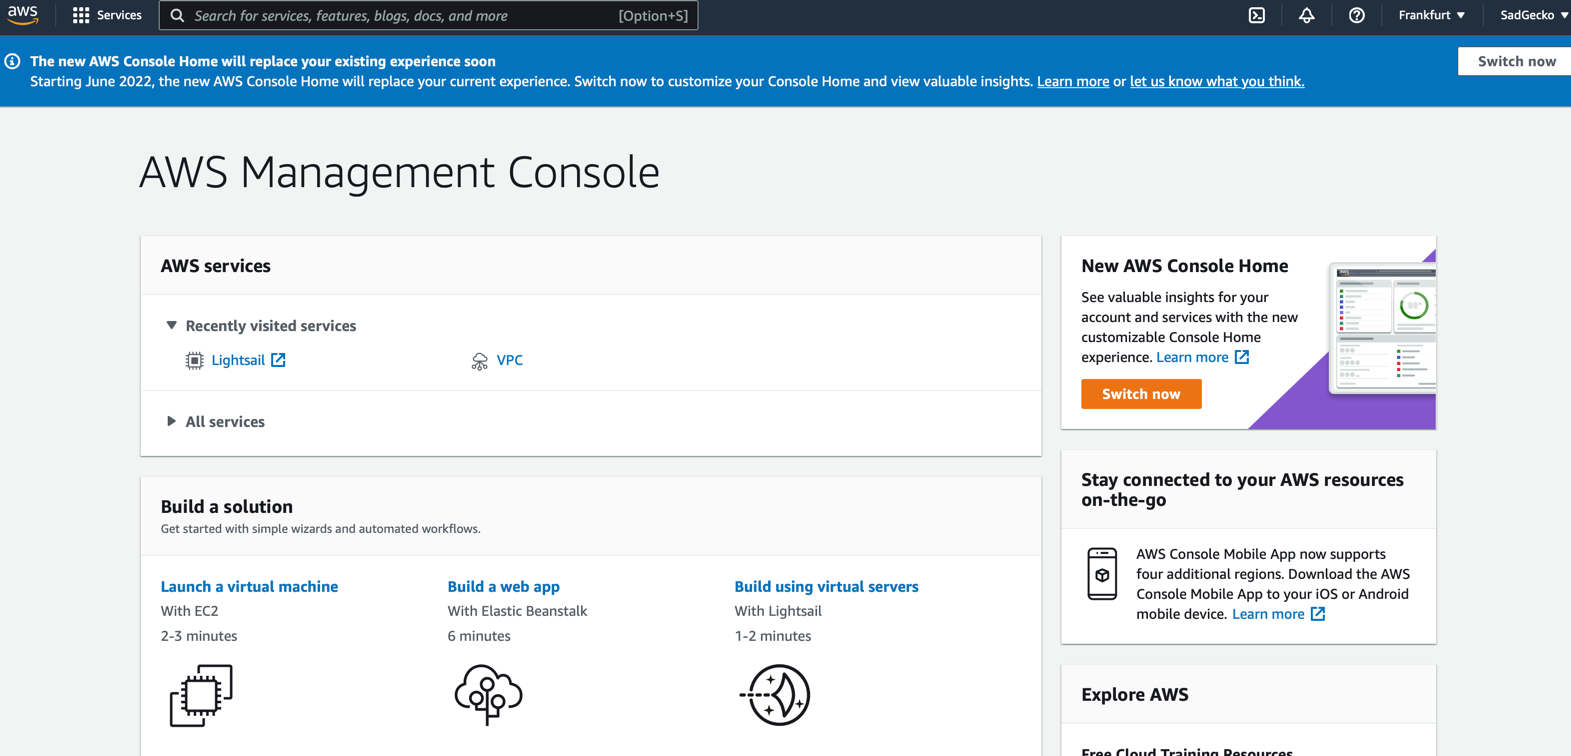 aws
Services
Search for services, features, blogs, docs, and more
[Option+S]
Frankfurt
SadGecko
The new AWS Console Home will replace your existing experience soon
Starting June 2022, the new AWS Console Home will replace your current experience. Switch now to customize your Console Home and view valuable insights. Learn more or let us know what you think.
Switch now
AWS Management Console
AWS services
Recently visited services
Lightsail
VPC
All services
Build a solution
Get started with simple wizards and automated workflows.
Launch a virtual machine
With EC2
2-3 minutes
Build a web app
With Elastic Beanstalk
6 minutes
Build using virtual servers
With Lightsail
1-2 minutes
New AWS Console Home
See valuable insights for your
account and services with the new
customizable Console Home
experience. Learn more
Switch now
Stay connected to your AWS resources
on-the-go
AWS Console Mobile App now supports
four additional regions. Download the AWS
Console Mobile App to your iOS or Android
mobile device. Learn more
Explore AWS
Free Cloud Training Resources